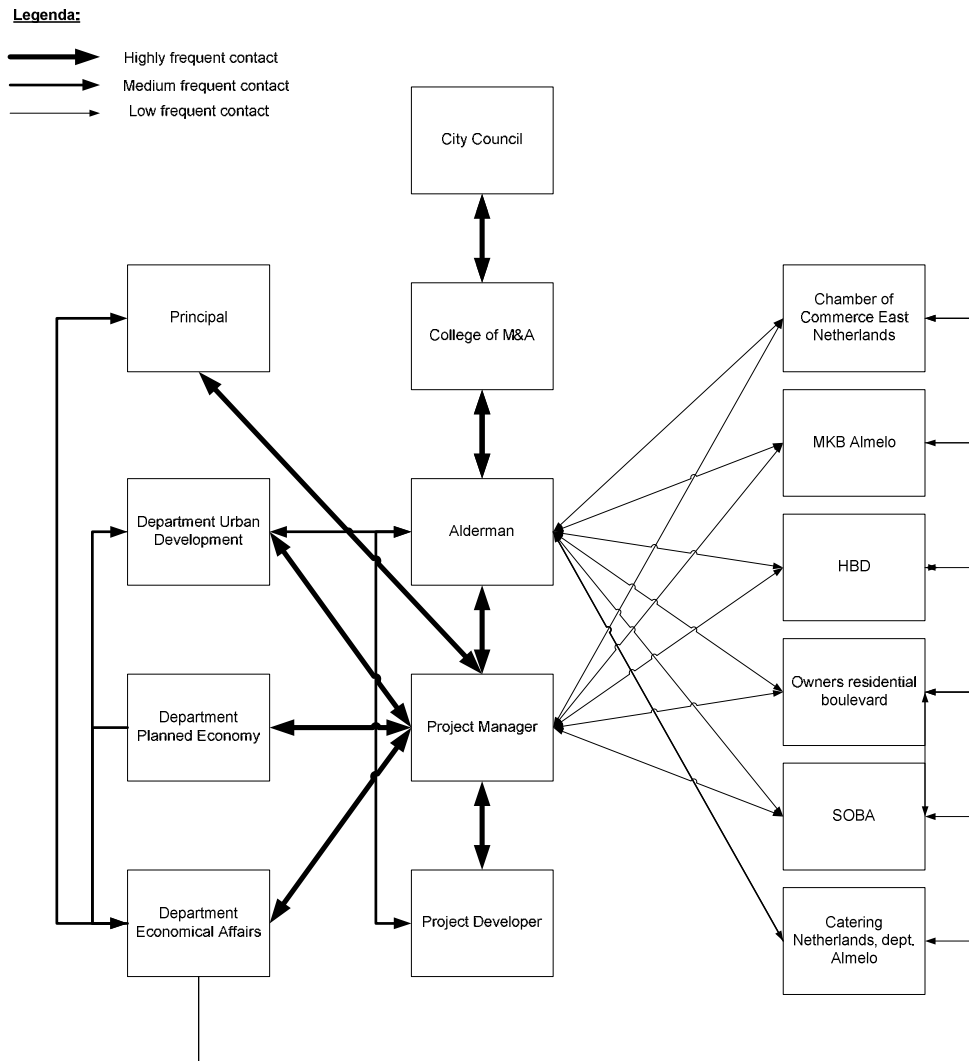 Legenda:
Highly frequent contact
Medium frequent contact
Low frequent contact
City Council
Principal
College of M&A
Chamber of
Commerce East
Netherlands
MKB Almelo
Department Urban
Development
Alderman
HBD
Department
Planned Economy
Project Manager
Owners residential
boulevard
SOBA
Department
Economical Affairs
Project Developer
Catering
Netherlands, dept.
Almelo